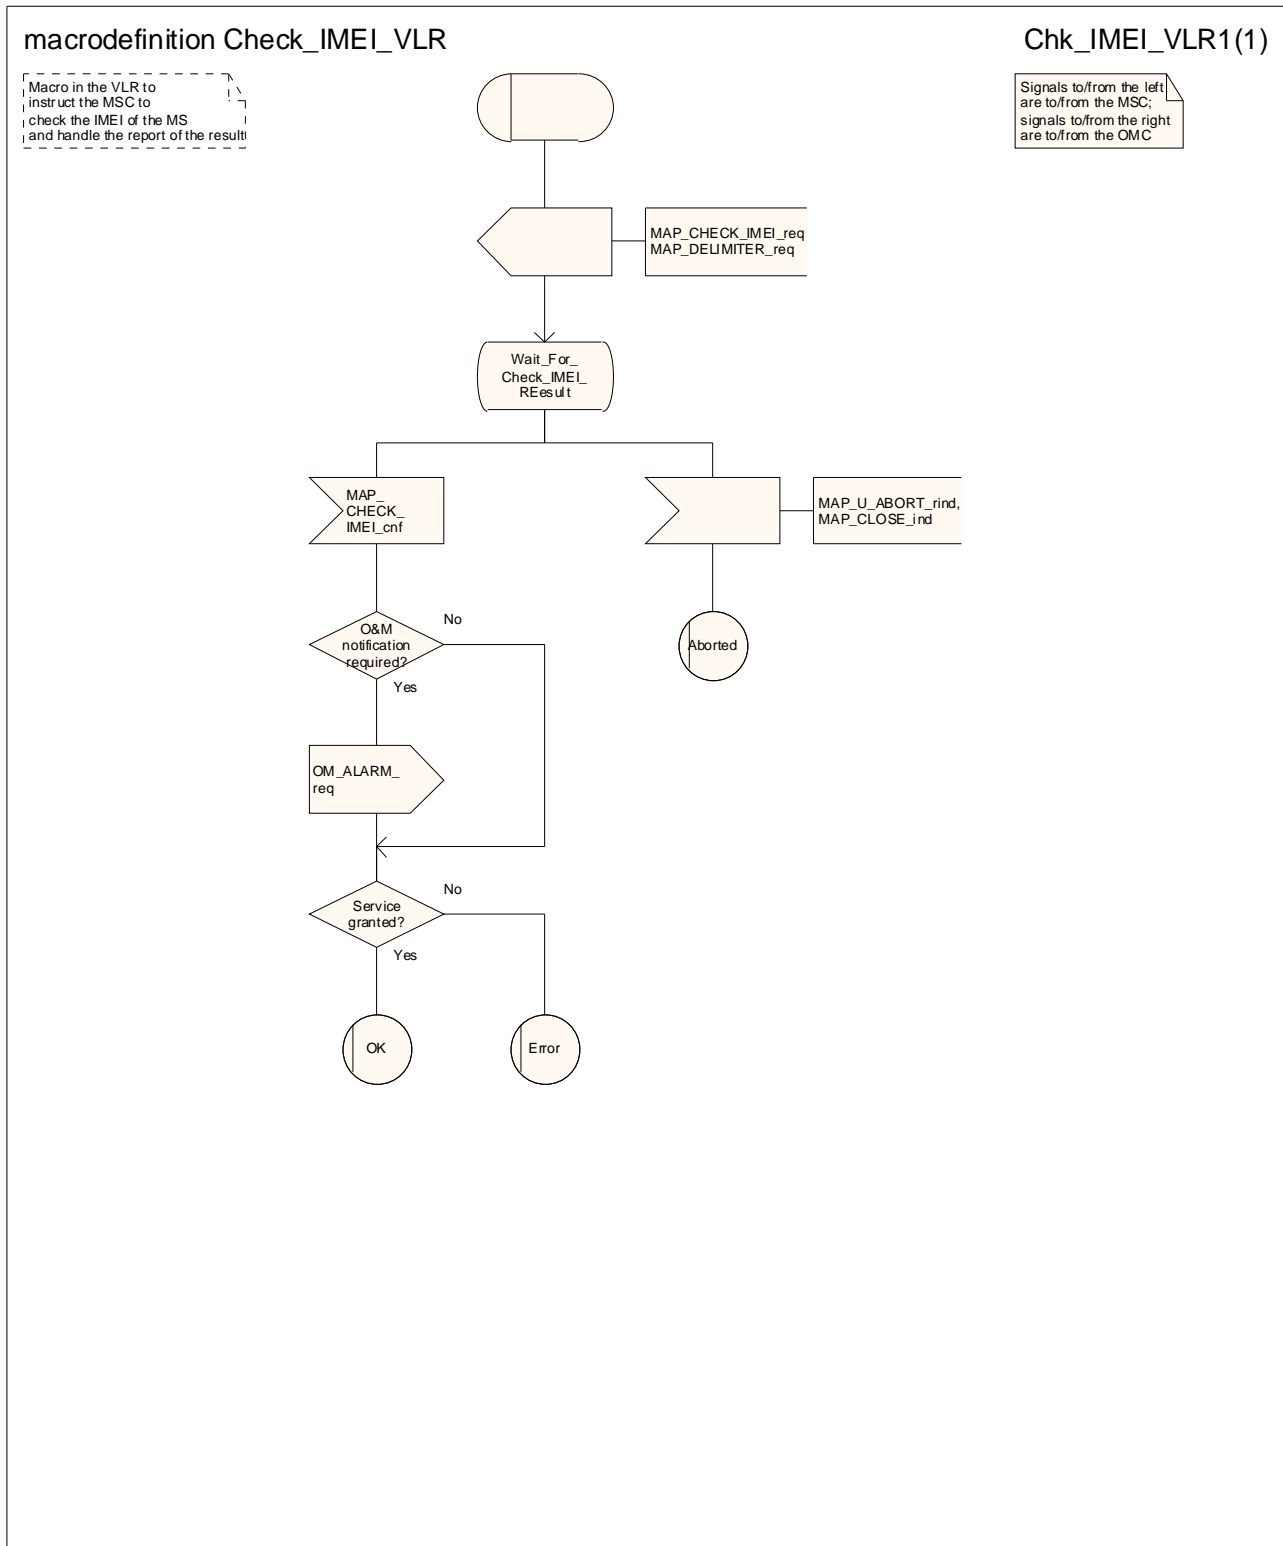 macrodefinition Check_IMEI_VLR
Chk_IMEI_VLR1(1)
Macro in the VLR to
instruct the MSC to
check the IMEI of the MS
and handle the report of the result
Signals to/from the left
are to/from the MSC;
signals to/from the right
are to/from the OMC
MAP_CHECK_IMEI_req
MAP_DELIMITER_req
Wait_For_
Check_IMEI_
REesult
MAP_
CHECK_
IMEI_cnf
MAP_U_ABORT_rind,
MAP_CLOSE_ind
O&M
notification
required?
No
Yes
Aborted
OM_ALARM_
req
Service
granted?
No
Yes
OK
Error